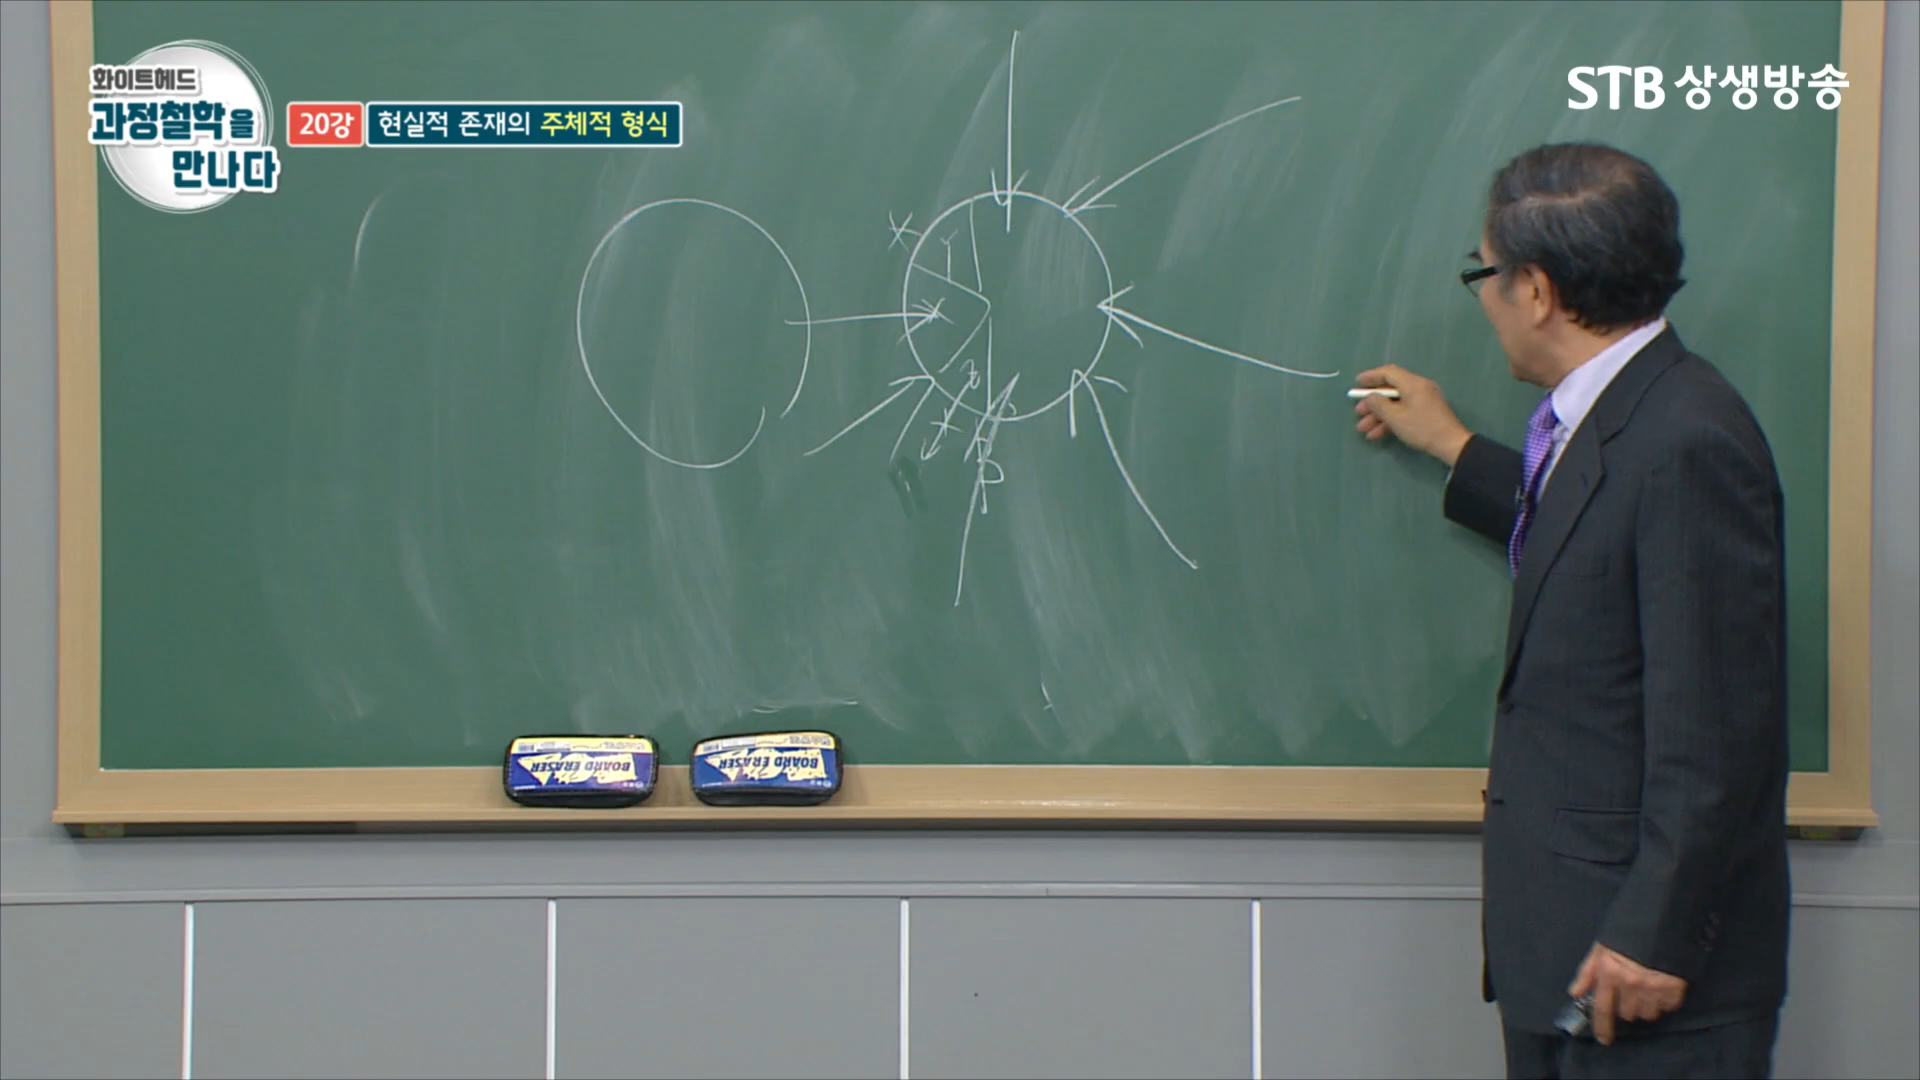 화이트헤드
과정철학을
만나다
20강 현실적 존재의 주체적 형식
STB 상생방송
X
Y
X
Z
P
BOARD ERASER
BOARD ERASER